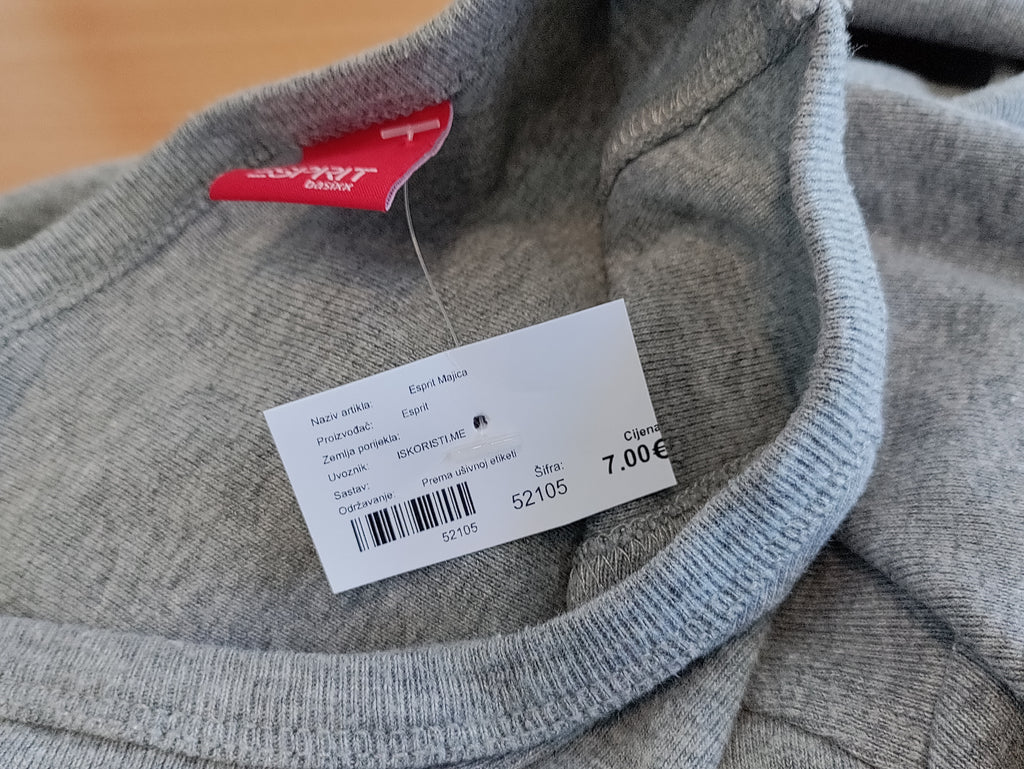 ESPRIT
basixx
Naziv artikla: Esprit Majica
Proizvođač: Esprit
Zemlja porijekla:
Uvoznik: ISKORISTI.ME
Sastav:
Održavanje: Prema ušivnoj etiketi
52105
Šifra:
52105
Cijena
7.00€